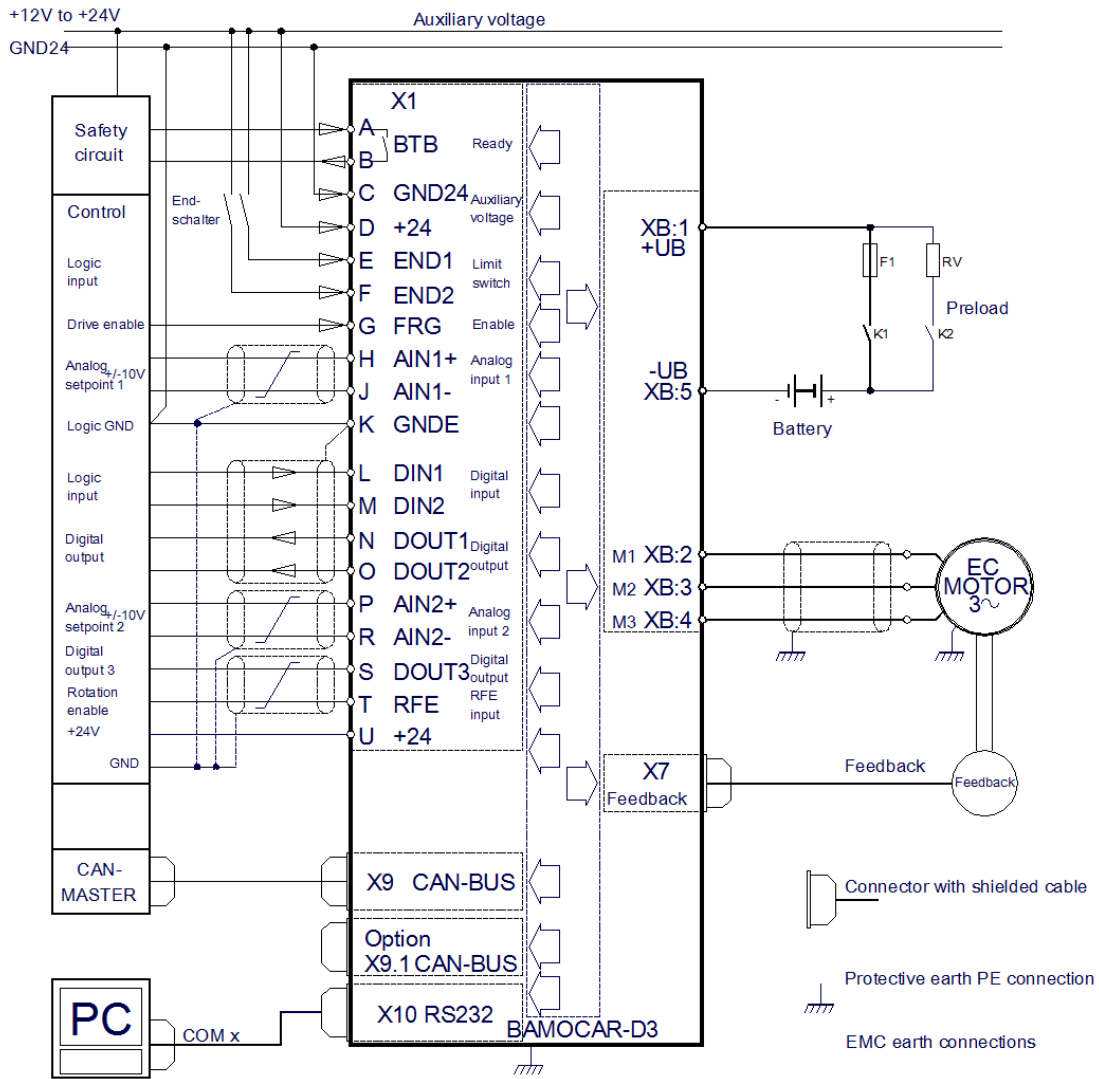 +12V to +24V
Auxiliary voltage
GND24
Safety
circuit
Control
End-
schalter
Logic
input
Drive enable
Analog
+/-10V
setpoint 1
Logic GND
Logic
input
Digital
output
Analog
+/-10V
setpoint 2
Digital
output 3
Rotation
enable
+24V
GND
CAN-
MASTER
PC
COM x
X1
A
B
BTB
Ready
C GND24
Auxiliary
voltage
D +24
E END1
Limit
switch
F END2
G FRG
Enable
H AIN1+
Analog
input 1
J AIN1-
K GNDE
L DIN1
Digital
input
M DIN2
N DOUT1
Digital
output
O DOUT2
P AIN2+
Analog
input 2
R AIN2-
S DOUT3
Digital
output
T RFE
RFE
input
U +24
X9 CAN-BUS
Option
X9.1 CAN-BUS
X10 RS232
BAMOCAR-D3
XB:1
+UB
-UB
XB:5
F1
RV
Preload
K1
K2
- +
Battery
M1 XB:2
M2 XB:3
M3 XB:4
EC
MOTOR
3~
X7
Feedback
Feedback
Feedback
Connector with shielded cable
Protective earth PE connection
EMC earth connections